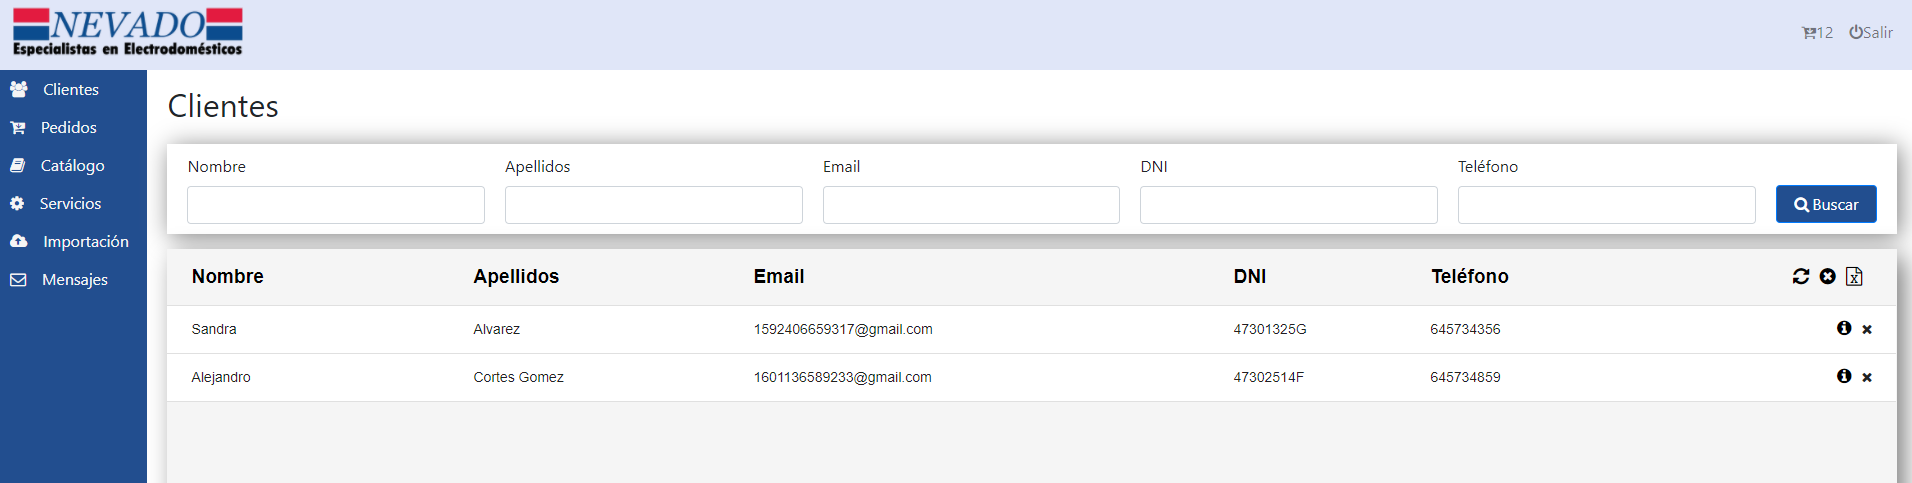 NEVADO
Especialistas en Electrodomésticos
12 Salir
Clientes
Pedidos
Catálogo
Servicios
Importación
Mensajes
Clientes
Nombre Apellidos Email DNI Teléfono
Buscar
Nombre Apellidos Email DNI Teléfono
Sandra Alvarez 1592406659317@gmail.com 47301325G 645734356
Alejandro Cortes Gomez 1601136589233@gmail.com 47302514F 645734859